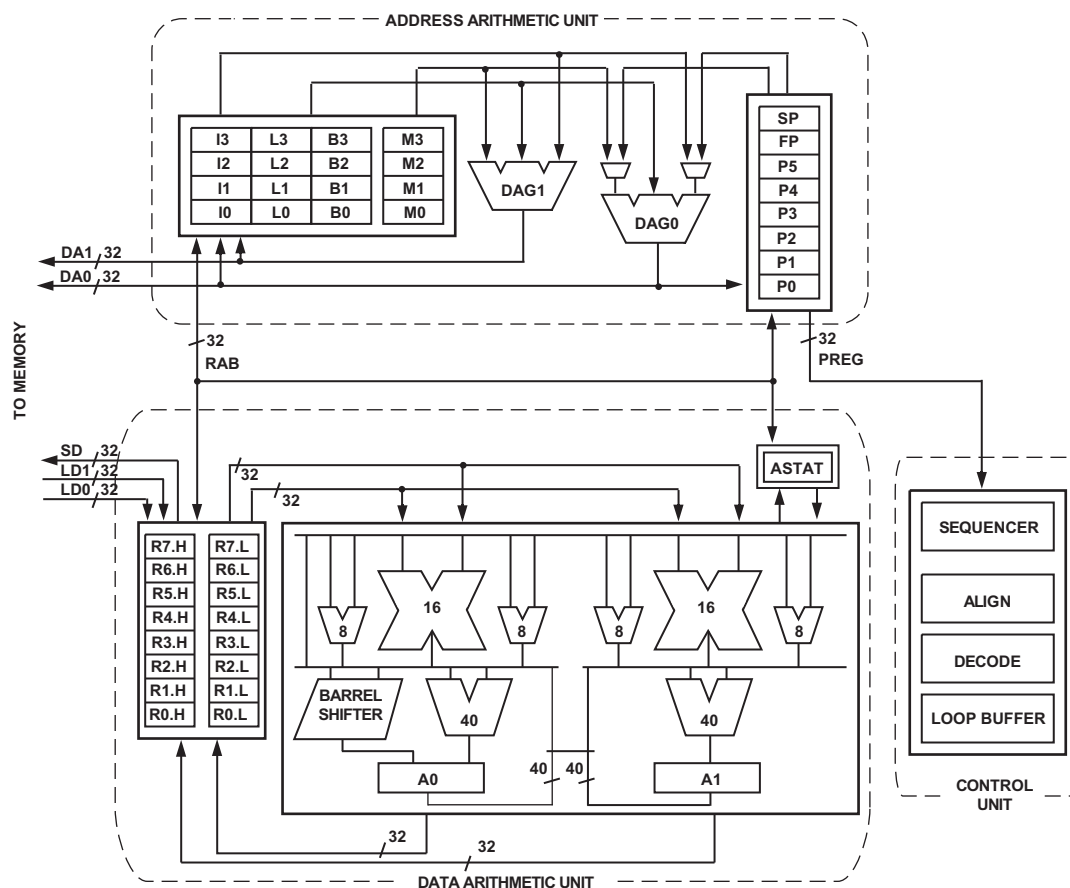 ADDRESS ARITHMETIC UNIT
SP
FP
P5
P4
P3
P2
P1
P0
I3 L3 B3 M3
I2 L2 B2 M2
I1 L1 B1 M1
I0 L0 B0 M0
DAG1
DAG0
DA1 32
DA0 32
TO MEMORY
32
RAB
32
PREG
SD 32
LD1 32
LD0 32
32
32
ASTAT
R7.H R7.L
R6.H R6.L
R5.H R5.L
R4.H R4.L
R3.H R3.L
R2.H R2.L
R1.H R1.L
R0.H R0.L
16
8
8
8
16
8
BARREL
SHIFTER
40
40
A0
40 40
A1
32
32
DATA ARITHMETIC UNIT
SEQUENCER
ALIGN
DECODE
LOOP BUFFER
CONTROL
UNIT